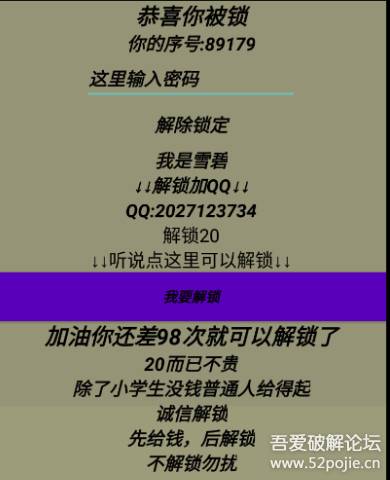 恭喜你被锁
你的序号:89179
这里输入密码
解除锁定
我是雪碧
↓↓解锁加QQ↓↓
QQ:2027123734
解锁20
↓↓听说点这里可以解锁↓↓
我要解锁
加油你还差98次就可以解锁了
20而已不贵
除了小学生没钱普通人给得起
诚信解锁
先给钱，后解锁
不解锁勿扰
吾爱破解论坛
www.52pojie.cn